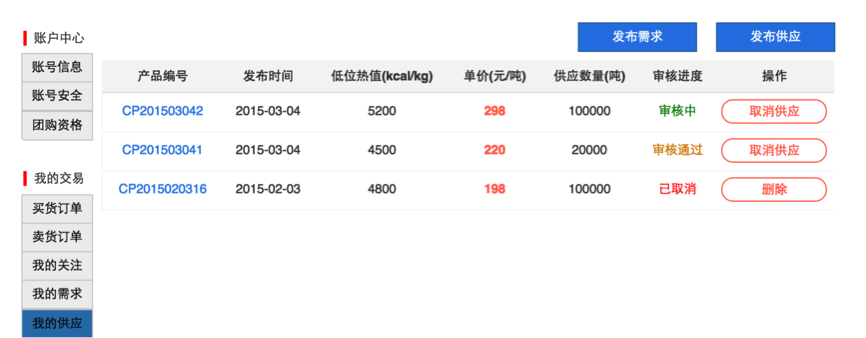 账户中心
账号信息
账号安全
团购资格
我的交易
买货订单
卖货订单
我的关注
我的需求
我的供应
发布需求 发布供应
产品编号 发布时间 低位热值(kcal/kg) 单价(元/吨) 供应数量(吨) 审核进度 操作
CP201503042 2015-03-04 5200 298 100000 审核中 取消供应
CP201503041 2015-03-04 4500 220 20000 审核通过 取消供应
CP2015020316 2015-02-03 4800 198 100000 已取消 删除